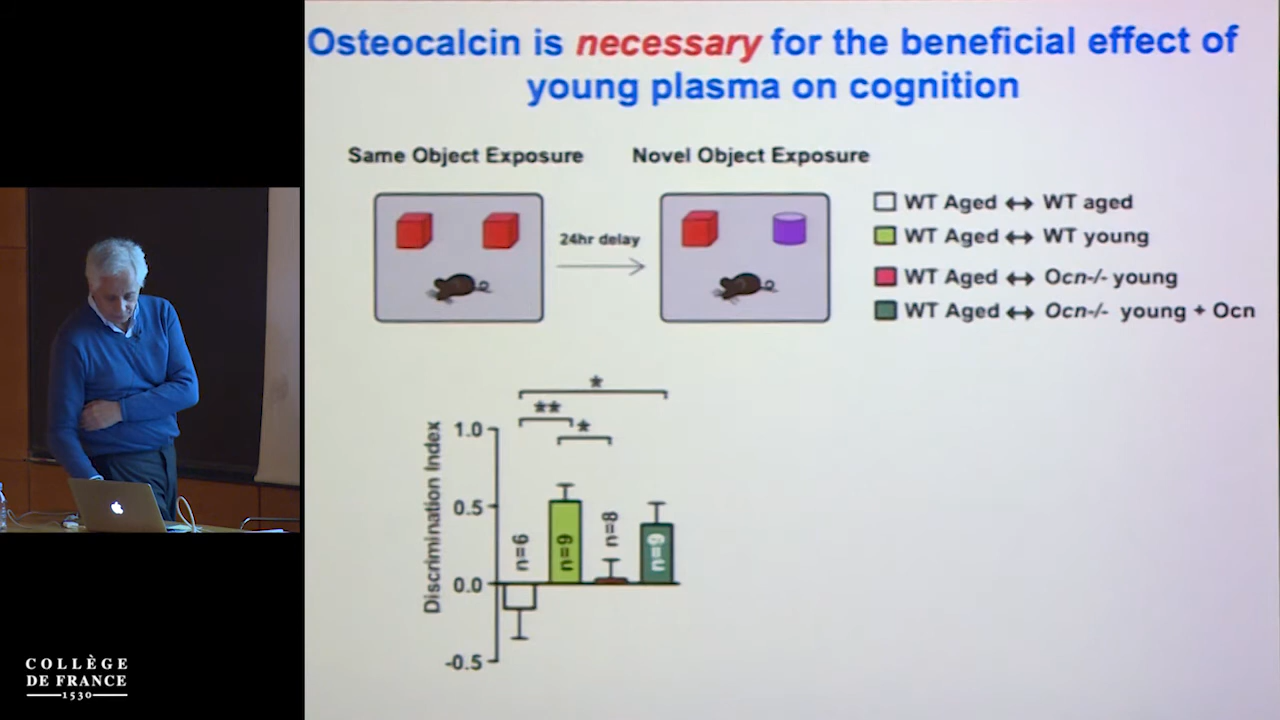 Osteocalcin is necessary for the beneficial effect of
young plasma on cognition
Same Object Exposure
Novel Object Exposure
24hr delay
WT Aged ↔ WT aged
WT Aged ↔ WT young
WT Aged ↔ Ocn-/- young
WT Aged ↔ Ocn-/- young + Ocn
*
**
*
Discrimination Index
1.0
0.5
0.0
-0.5
n=6
n=6
n=8
n=6
COLLÈGE
DE FRANCE
1530